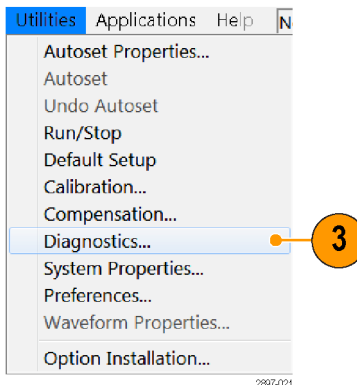 Utilities Applications Help N
Autoset Properties...
Autoset
Undo Autoset
Run/Stop
Default Setup
Calibration...
Compensation...
Diagnostics...
3
System Properties...
Preferences...
Waveform Properties...
Option Installation...